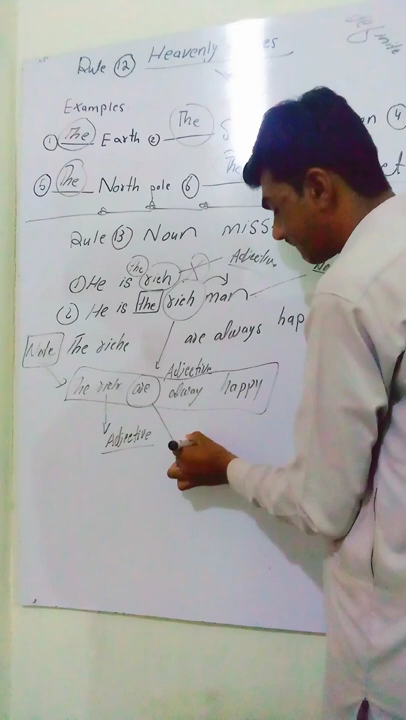 Rule 12 Heavenly
Examples
1 The Earth 2 The
5 The North pole 6
Rule 13 Noun miss
The Adjective
1 He is rich
2 He is the rich man
are always hap
Note The riche
Adjective
he rich are alway happy
Adjective